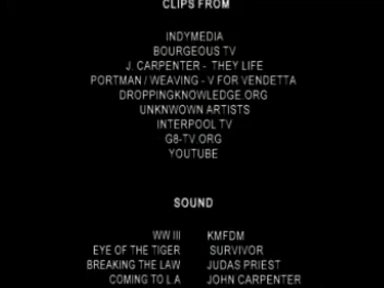 CLIPS FROM
INDYMEDIA
BOURGEOUS TV
J. CARPENTER - THEY LIFE
PORTMAN / WEAVING - V FOR VENDETTA
DROPPINGKNOWLEDGE.ORG
UNKNWOWN ARTISTS
INTERPOOL TV
G8-TV.ORG
YOUTUBE
SOUND
WW III KMFDM
EYE OF THE TIGER SURVIVOR
BREAKING THE LAW JUDAS PRIEST
COMING TO L.A JOHN CARPENTER